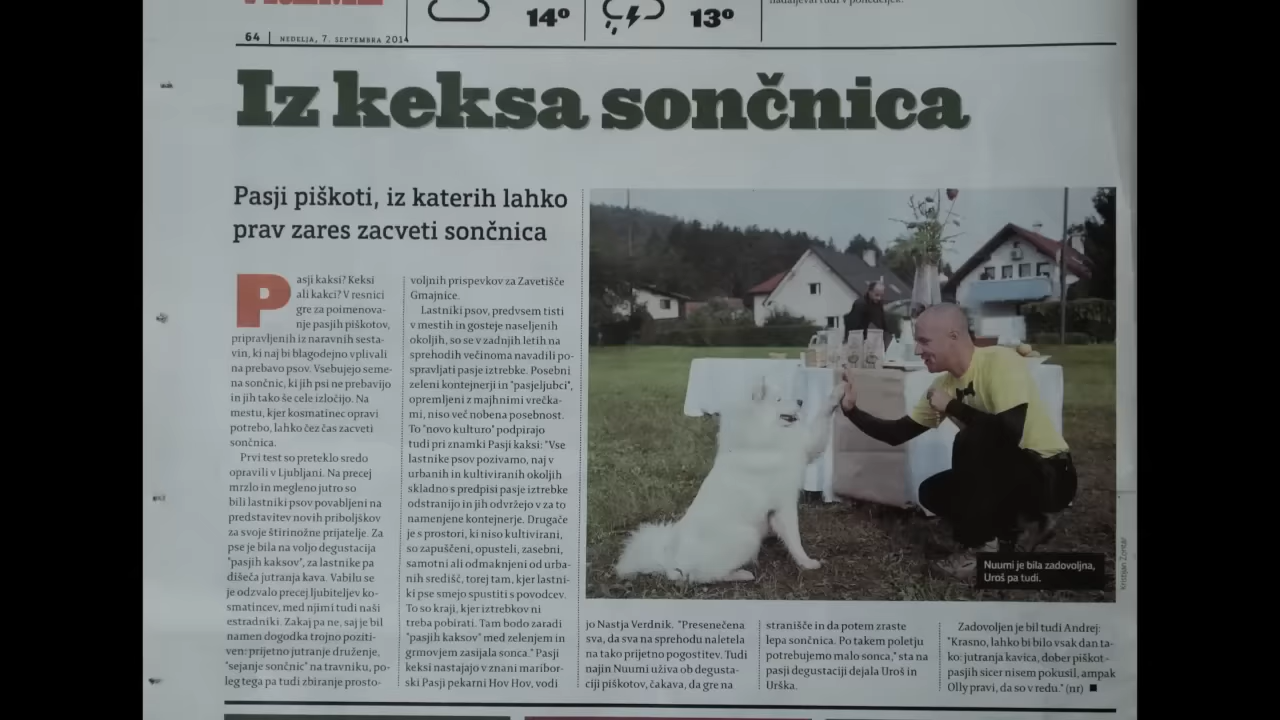 14°
13°
64 | NEDELJA, 7. SEPTEMBRA 2014
Iz keksa sončnica
Pasji piškoti, iz katerih lahko
prav zares zacveti sončnica
Pasji kaksi? Keksi
ali kakci? V resnici
gre za poimenova-
nje pasjih piškotov,
pripravljenih iz naravnih sesta-
vin, ki naj bi blagodejno vplivali
na prebavo psov. Vsebujejo seme-
na sončnic, ki jih psi ne prebavijo
in jih tako še cele izločijo. Na
mestu, kjer kosmatinec opravi
potrebo, lahko čez čas zacveti
sončnica.
Prvi test so preteklo sredo
opravili v Ljubljani. Na precej
mrzlo in megleno jutro so
bili lastniki psov povabljeni na
predstavitev novih priboljškov
za svoje štirinožne prijatelje. Za
pse je bila na voljo degustacija
"pasjih kaksov", za lastnike pa
dišeča jutranja kava. Vabilu se
je odzvalo precej ljubiteljev ko-
smatincev, med njimi tudi naši
estradniki. Zakaj pa ne, saj je bil
namen dogodka trojno poziti-
ven: prijetno jutranje druženje,
"sejanje sončnic" na travniku, po-
leg tega pa tudi zbiranje prosto-
voljnih prispevkov za Zavetišče
Gmajnice.
Lastniki psov, predvsem tisti
v mestih in gosteje naseljenih
okoljih, so se v zadnjih letih na
sprehodih večinoma navadili po-
spravljati pasje iztrebke. Posebni
zeleni kontejnerji in "pasjeljubci",
opremljeni z majhnimi vrečka-
mi, niso več nobena posebnost.
To "novo kulturo" podpirajo
tudi pri znamki Pasji kaksi: "Vse
lastnike psov pozivamo, naj v
urbanih in kultiviranih okoljih
skladno s predpisi pasje iztrebke
odstranijo in jih odvržejo v za to
namenjene kontejnerje. Drugače
je s prostori, ki niso kultivirani,
so zapuščeni, opusteli, zasebni,
samotni ali odmaknjeni od urba-
nih središč, torej tam, kjer lastni-
ki pse smejo spustiti s povodcev.
To so kraji, kjer iztrebkov ni
treba pobirati. Tam bodo zaradi
"pasjih kaksov" med zelenjem in
grmovjem zasijala sonca." Pasji
keksi nastajajo v znani maribor-
ski Pasji pekarni Hov Hov, vodi
jo Nastja Verdnik. "Presenečena
sva, da sva na sprehodu naletela
na tako prijetno pogostitev. Tudi
najin Nuumi uživa ob degusta-
ciji piškotov, čakava, da gre na
stranišče in da potem zraste
lepa sončnica. Po takem poletju
potrebujemo malo sonca," sta na
pasji degustaciji dejala Uroš in
Urška.
Zadovoljen je bil tudi Andrej:
"Krasno, lahko bi bilo vsak dan ta-
ko: jutranja kavica, dober piškot -
pasjih sicer nisem pokusil, ampak
Olly pravi, da so v redu." (nr)
Nuumi je bila zadovoljna,
Uroš pa tudi.